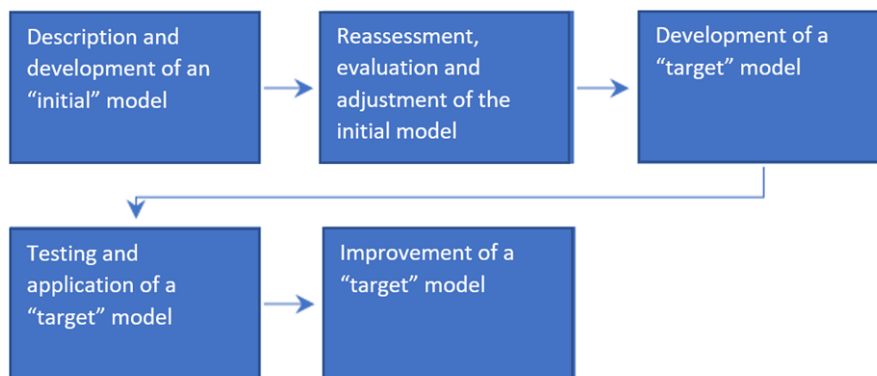 Description and
development of an
“initial” model
Reassessment,
evaluation and
adjustment of the
initial model
Development of a
“target” model
Testing and
application of a
“target” model
Improvement of a
“target” model